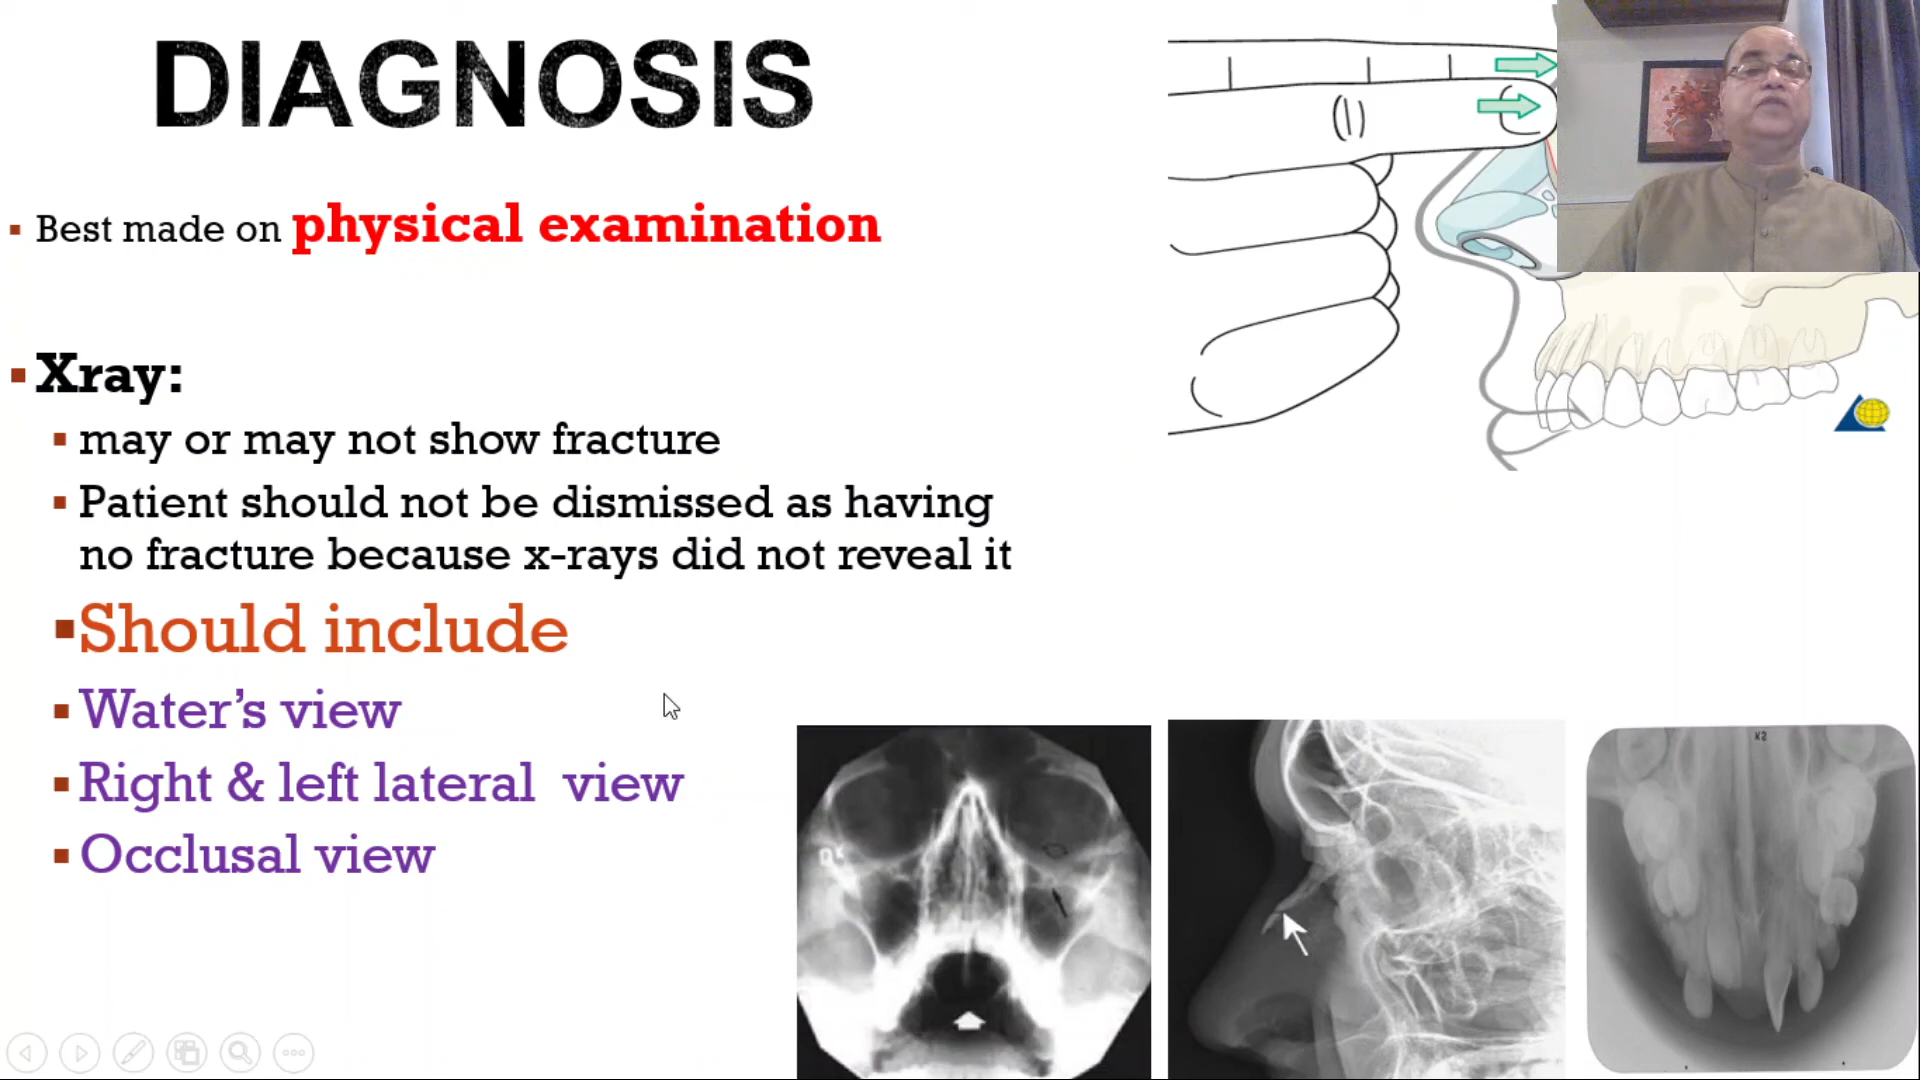 DIAGNOSIS
Best made on physical examination
Xray:
may or may not show fracture
Patient should not be dismissed as having
no fracture because x-rays did not reveal it
Should include
Water’s view
Right & left lateral view
Occlusal view